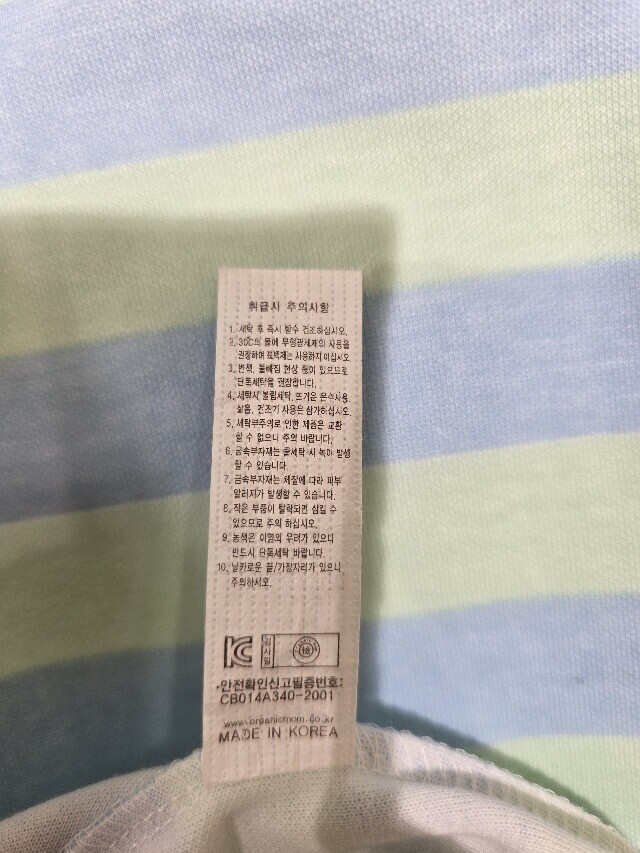 취급시 주의사항
1. 세탁 후 즉시 탈수 건조하십시오.
2. 30C의 물에 무형광세제의 사용을
권장하며 표백제는 사용하지 마십시오
3. 변색, 물빠짐 현상 등이 있으므로
단독세탁을 권장합니다.
4. 세탁시 불림세탁, 뜨거운 온수사용,
삶음, 건조기 사용은 삼가하십시오.
5. 세탁부주의로 인한 제품은 교환
할 수 없으니 주의 바랍니다.
6. 금속부자재는 물세탁 시 녹이 발생
할 수 있습니다.
7. 금속부자재는 체질에 따라 피부
알러지가 발생할 수 있습니다.
8. 작은 부품이 탈락되면 삼킬 수
있으므로 주의 하십시오.
9. 농색은 이염의 우려가 있으니
반드시 단독세탁 바랍니다.
10. 날카로운 끝/가장자리가 있으니
주의하시오.
검사필
•안전확인신고필증번호:
CB014A340-2001
www.organicmom.co.kr
MADE IN KOREA